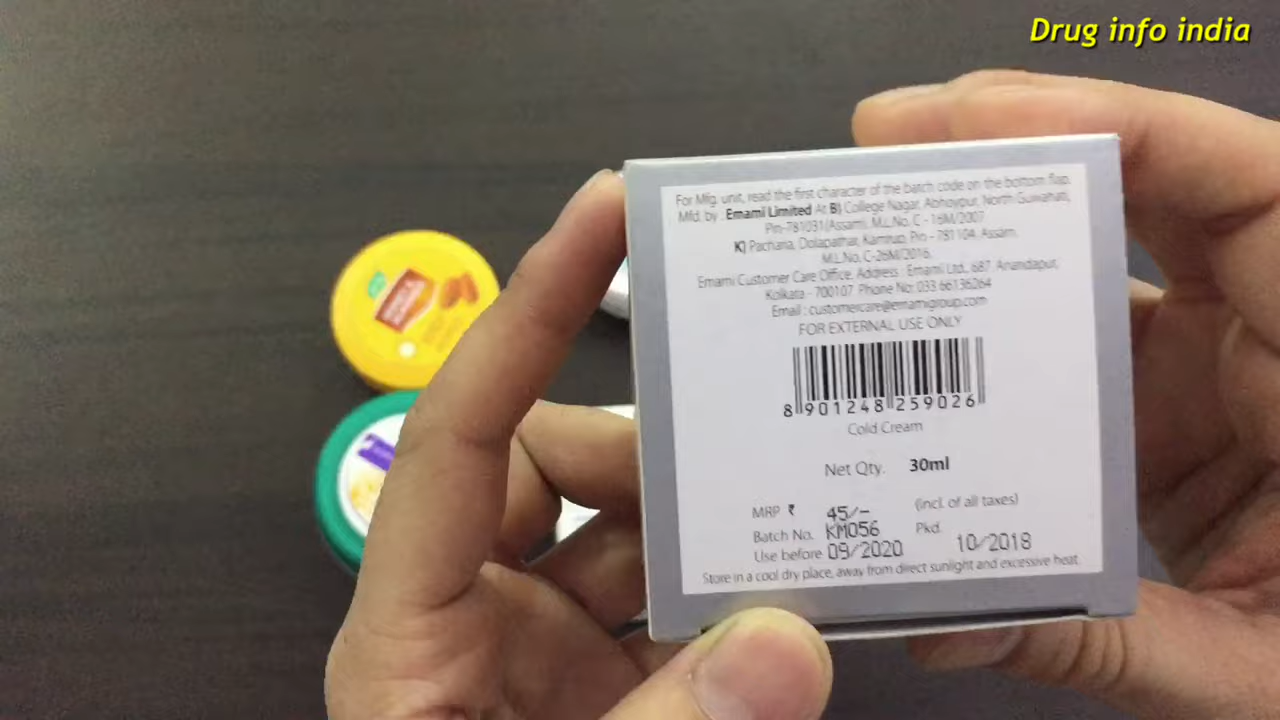 Drug info india
For Mfg. unit, read the first character of the batch code on the bottom flap.
Mfd. by : Emami Limited At B) College Nagar, Abhoypur, North Guwahati,
Pin-781031(Assam), M.L.No. C - 16M/2007
K) Pacharia, Dolapathar, Kamrup, Pin - 781104, Assam.
M.L.No. C-26M/2016.
Emami Customer Care Office. Address : Emami Ltd., 687, Anandapur,
Kolkata - 700107 Phone No: 033 66136264
Email : customercare@emamigroup.com
FOR EXTERNAL USE ONLY
8 901248 259026
Cold Cream
Net Qty. 30ml
MRP ₹ 45/- (incl. of all taxes)
Batch No. KM056 Pkd.
Use before 09/2020 10/2018
Store in a cool dry place, away from direct sunlight and excessive heat